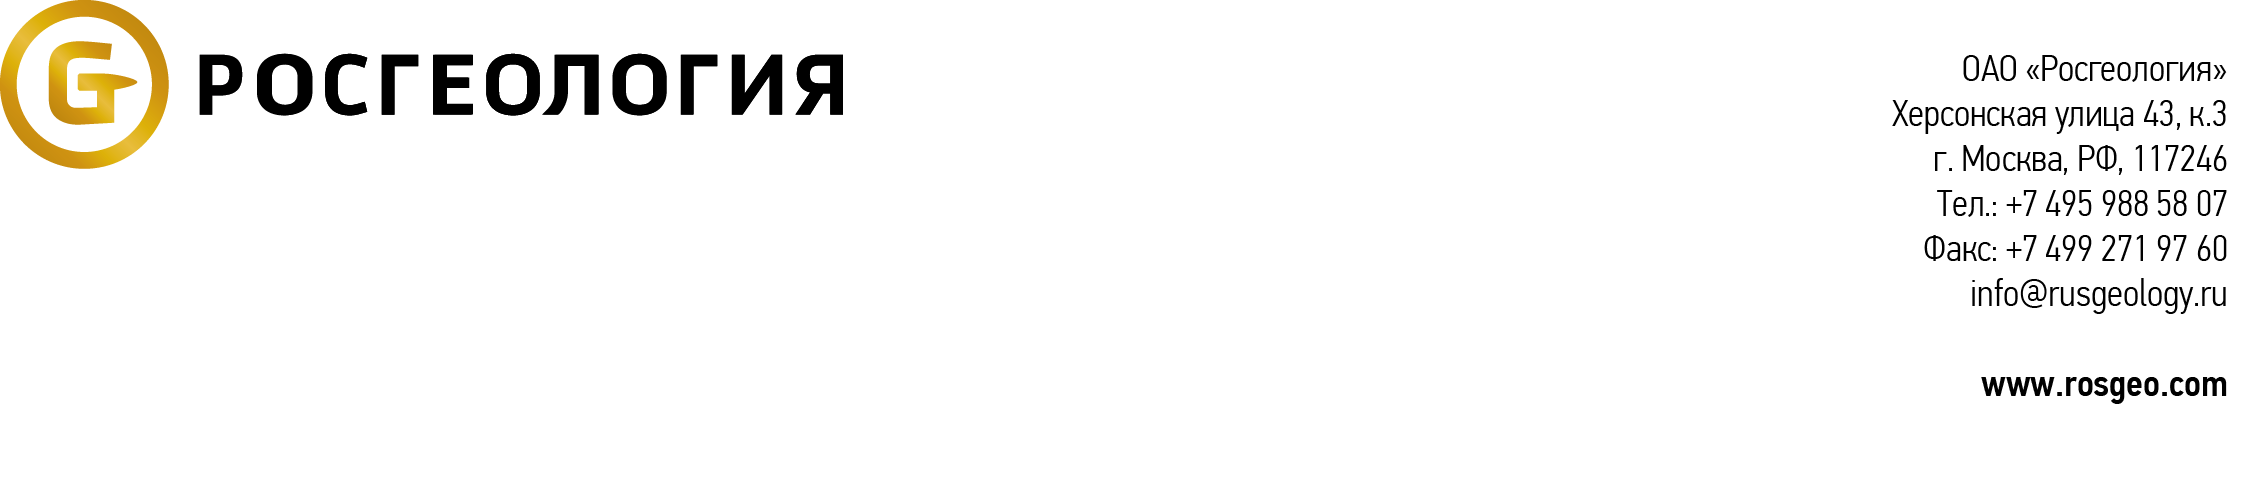 РОСГЕОЛОГИЯ
ОАО «Росгеология»
Херсонская улица 43, к.3
г. Москва, РФ, 117246
Тел.: +7 495 988 58 07
Факс: +7 499 271 97 60
info@rusgeology.ru
www.rosgeo.com